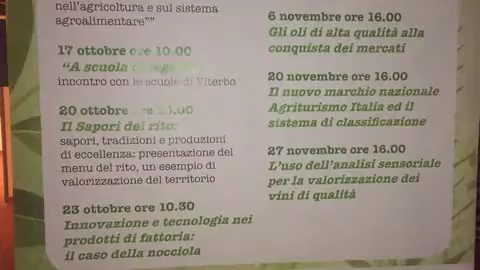 nell'agricoltura e sul sistema
agroalimentare""
17 ottobre ore 10.00
"A scuola
incontro con le scuole di Viterbo
20 ottobre
Il Sapori del rito:
sapori, tradizioni e produzioni
di eccellenza: presentazione del
menu del rito, un esempio di
valorizzazione del territorio
23 ottobre ore 10.30
Innovazione e tecnologia nei
prodotti di fattoria:
il caso della nocciola
6 novembre ore 16.00
Gli oli di alta qualità alla
conquista dei mercati
20 novembre ore 16.00
Il nuovo marchio nazionale
Agriturismo Italia ed il
sistema di classificazione
27 novembre ore 16.00
L'uso dell'analisi sensoriale
per la valorizzazione dei
vini di qualità